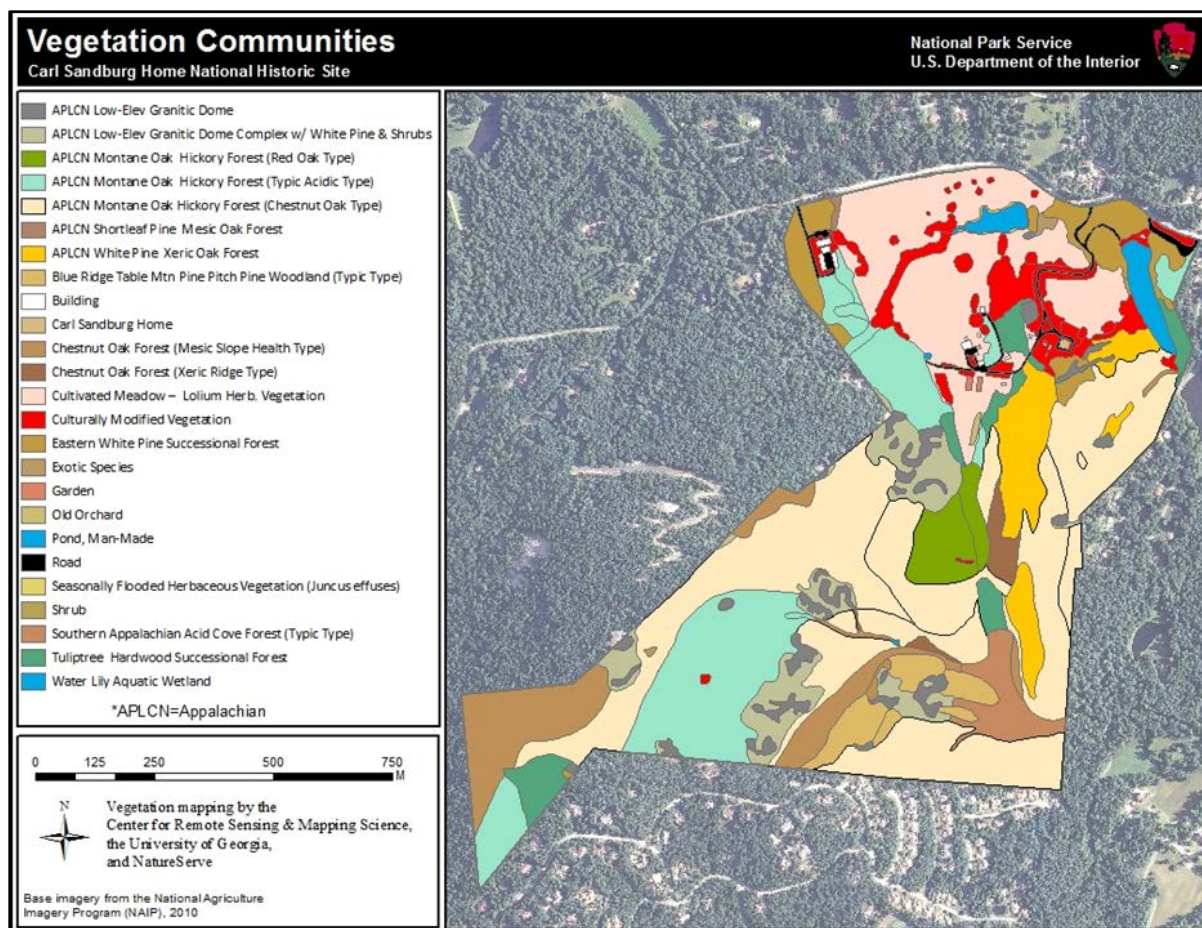 Vegetation Communities
Carl Sandburg Home National Historic Site
National Park Service
U.S. Department of the Interior
APLCN Low-Elev Granitic Dome
APLCN Low-Elev Granitic Dome Complex w/ White Pine & Shrubs
APLCN Montane Oak Hickory Forest (Red Oak Type)
APLCN Montane Oak Hickory Forest (Typic Acidic Type)
APLCN Montane Oak Hickory Forest (Chestnut Oak Type)
APLCN Shortleaf Pine Mesic Oak Forest
APLCN White Pine Xeric Oak Forest
Blue Ridge Table Mtn Pine Pitch Pine Woodland (Typic Type)
Building
Carl Sandburg Home
Chestnut Oak Forest (Mesic Slope Health Type)
Chestnut Oak Forest (Xeric Ridge Type)
Cultivated Meadow – Lolium Herb. Vegetation
Culturally Modified Vegetation
Eastern White Pine Successional Forest
Exotic Species
Garden
Old Orchard
Pond, Man-Made
Road
Seasonally Flooded Herbaceous Vegetation (Juncus effuses)
Shrub
Southern Appalachian Acid Cove Forest (Typic Type)
Tuliptree Hardwood Successional Forest
Water Lily Aquatic Wetland
*APLCN=Appalachian
0 125 250 500 750
M
N
Vegetation mapping by the
Center for Remote Sensing & Mapping Science,
the University of Georgia,
and NatureServe
Base imagery from the National Agriculture
Imagery Program (NAIP), 2010